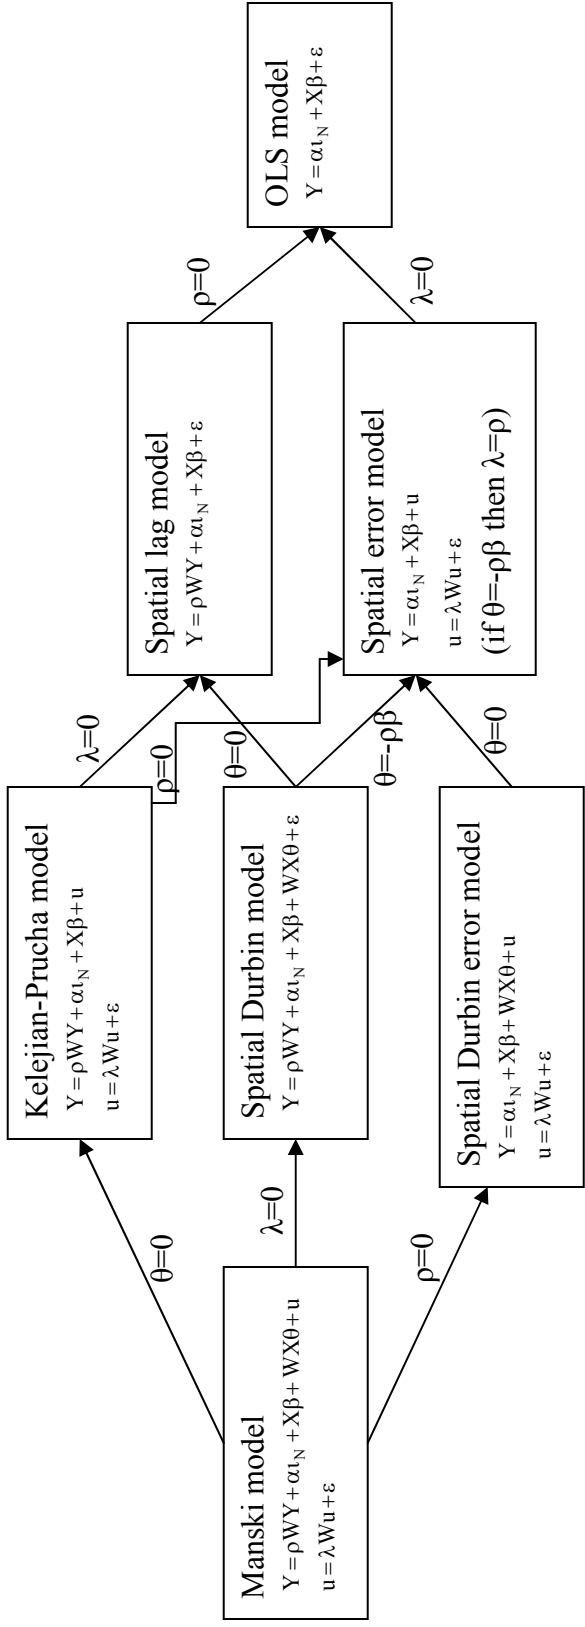 Manski model
Y=ρWY+αι_N+Xβ+WXθ+u
u=λWu+ε
θ=0
λ=0
ρ=0
Kelejian-Prucha model
Y=ρWY+αι_N+Xβ+u
u=λWu+ε
Spatial Durbin model
Y=ρWY+αι_N+Xβ+WXθ+ε
Spatial Durbin error model
Y=αι_N+Xβ+WXθ+u
u=λWu+ε
λ=0
ρ=0
θ=0
θ=-ρβ
θ=0
Spatial lag model
Y=ρWY+αι_N+Xβ+ε
Spatial error model
Y=αι_N+Xβ+u
u=λWu+ε
(if θ=-ρβ then λ=ρ)
ρ=0
λ=0
OLS model
Y=αι_N+Xβ+ε